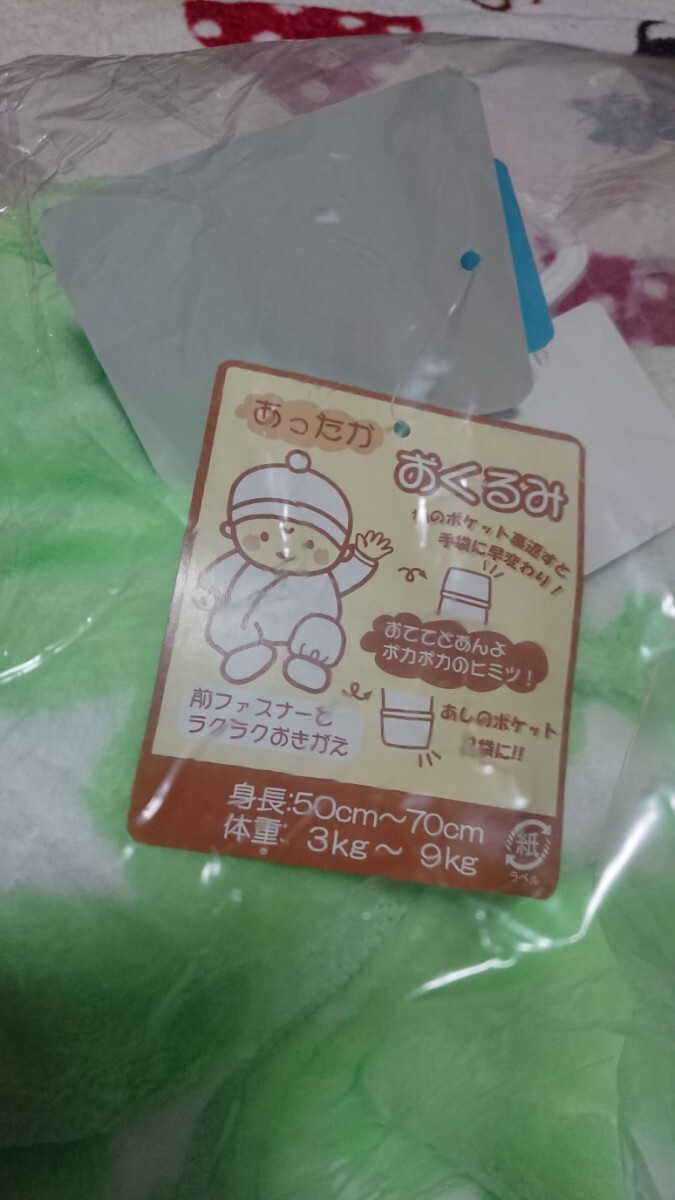 あったか
おくるみ
のポケット裏返すと
手袋に早変わり!
おててとあんよ
ポカポカのヒミツ!
前ファスナーと
ラクラクおきがえ
あしのポケット
袋に!!
身長:50cm～70cm
体重: 3kg～9kg
紙
ラベル